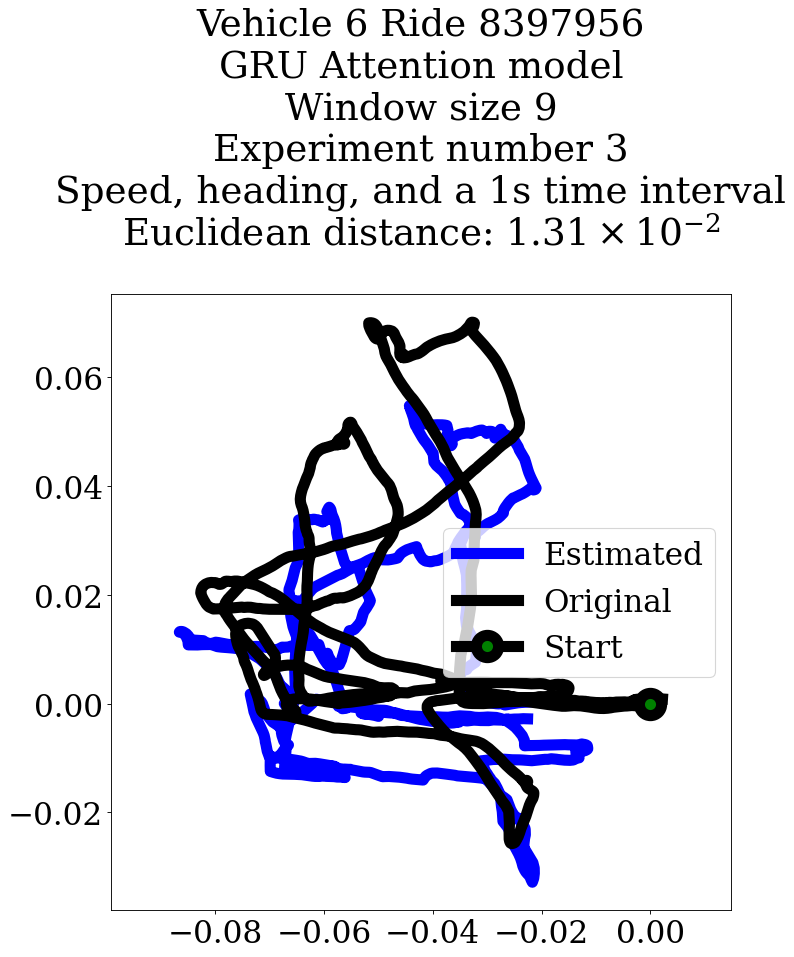 Vehicle 6 Ride 8397956
GRU Attention model
Window size 9
Experiment number 3
Speed, heading, and a 1s time interval
Euclidean distance: 1.31 × 10⁻²
0.06
0.04
0.02
0.00
−0.02
Estimated
Original
Start
−0.08 −0.06 −0.04 −0.02 0.00